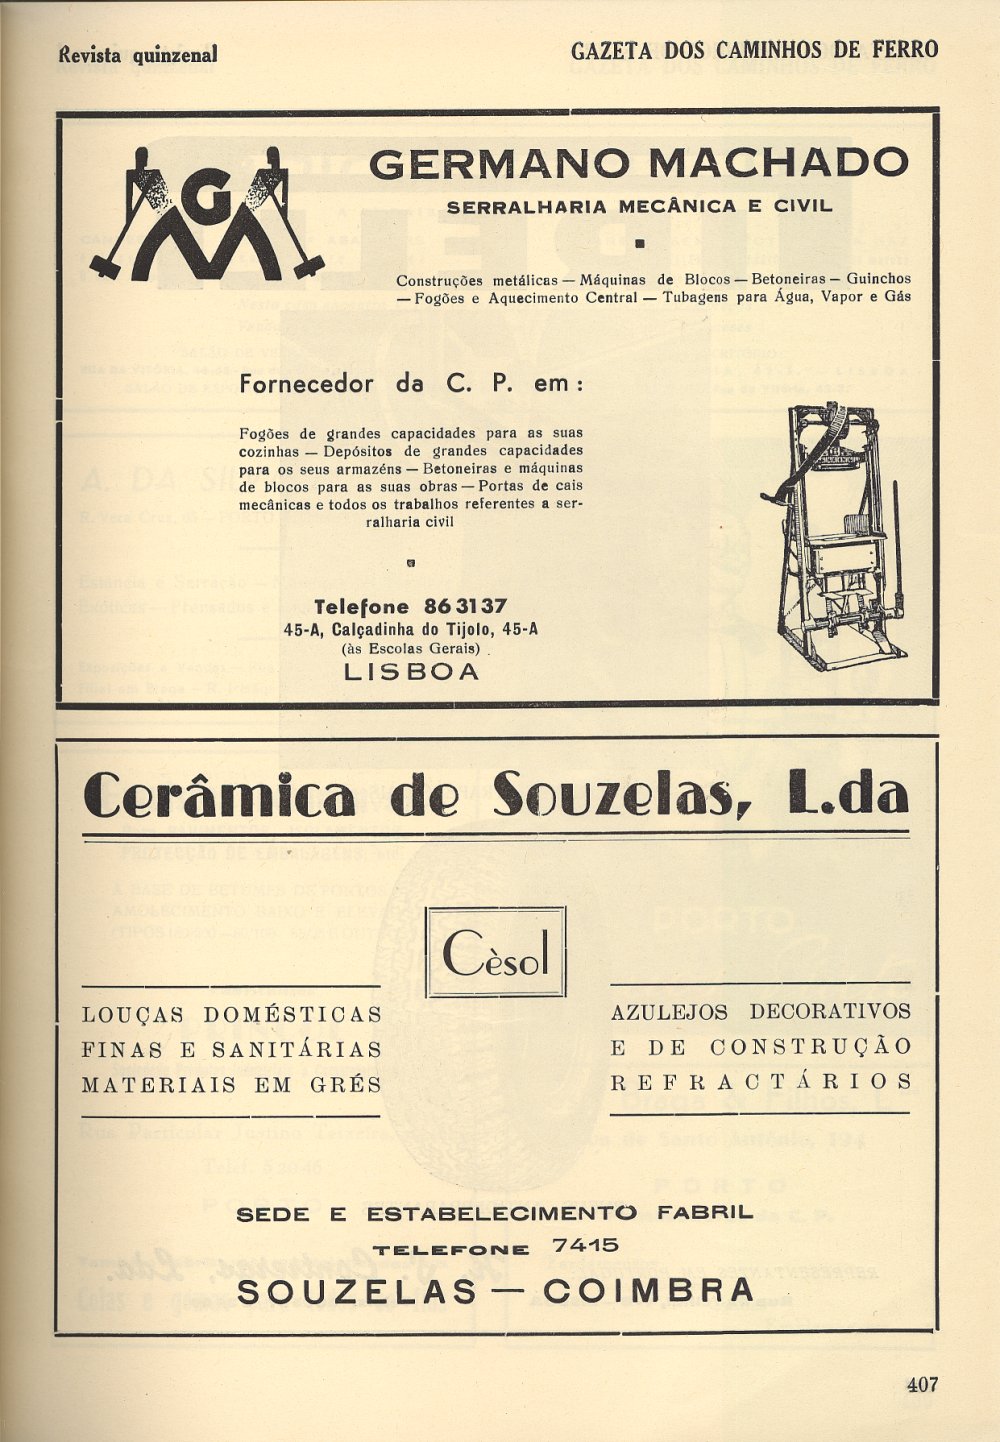 Revista quinzenal
GAZETA DOS CAMINHOS DE FERRO
GM
GERMANO MACHADO
SERRALHARIA MECÂNICA E CIVIL
Construções metálicas — Máquinas de Blocos — Betoneiras — Guinchos
— Fogões e Aquecimento Central — Tubagens para Água, Vapor e Gás
Fornecedor da C. P. em :
Fogões de grandes capacidades para as suas
cozinhas — Depósitos de grandes capacidades
para os seus armazéns — Betoneiras e máquinas
de blocos para as suas obras — Portas de cais
mecânicas e todos os trabalhos referentes a ser-
ralharia civil
Telefone 863137
45-A, Calçadinha do Tijolo, 45-A
(às Escolas Gerais)
LISBOA
Cerâmica de Souzelas, L.da
Cèsol
LOUÇAS DOMÉSTICAS
FINAS E SANITÁRIAS
MATERIAIS EM GRÉS
AZULEJOS DECORATIVOS
E DE CONSTRUÇÃO
REFRACTÁRIOS
SEDE E ESTABELECIMENTO FABRIL
TELEFONE 7415
SOUZELAS — COIMBRA
407